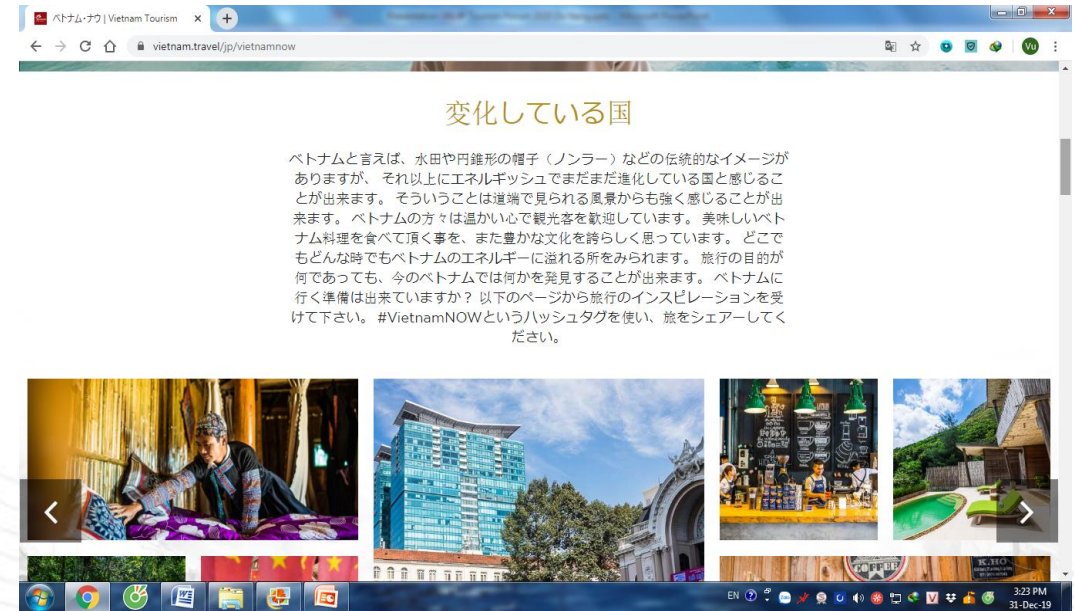 ベトナム・ナウ | Vietnam Tourism
vietnam.travel/jp/vietnamnow
Vu
変化している国
ベトナムと言えば、水田や円錐形の帽子（ノンラー）などの伝統的なイメージが
ありますが、 それ以上にエネルギッシュでまだまだ進化している国と感じるこ
とが出来ます。 そういうことは道端で見られる風景からも強く感じることが出
来ます。 ベトナムの方々は温かい心で観光客を歓迎しています。 美味しいベト
ナム料理を食べて頂く事を、また豊かな文化を誇らしく思っています。 どこで
もどんな時でもベトナムのエネルギーに溢れる所をみられます。 旅行の目的が
何であっても、今のベトナムでは何かを発見することが出来ます。 ベトナムに
行く準備は出来ていますか？ 以下のページから旅行のインスピレーションを受
けて下さい。 #VietnamNOWというハッシュタグを使い、旅をシェアーしてく
ださい。
COFFEE
K.HO
EN
3:23 PM
31-Dec-19